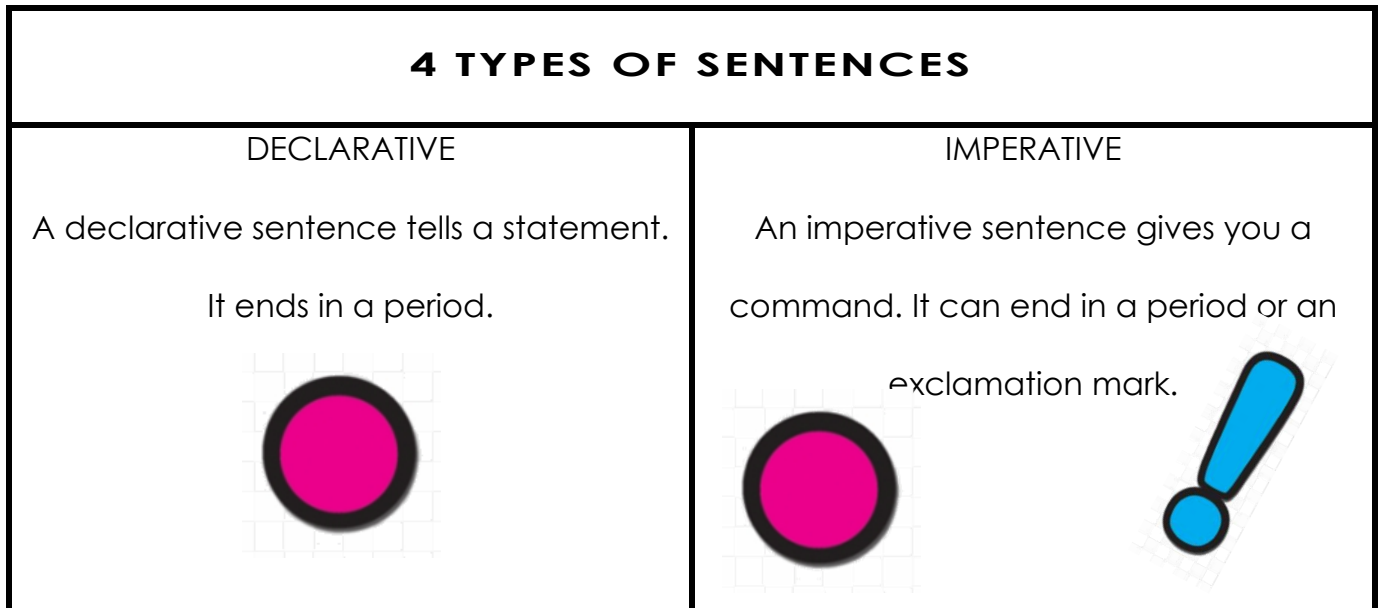 4 TYPES OF SENTENCES
DECLARATIVE
A declarative sentence tells a statement.
It ends in a period.
IMPERATIVE
An imperative sentence gives you a
command. It can end in a period or an
exclamation mark.